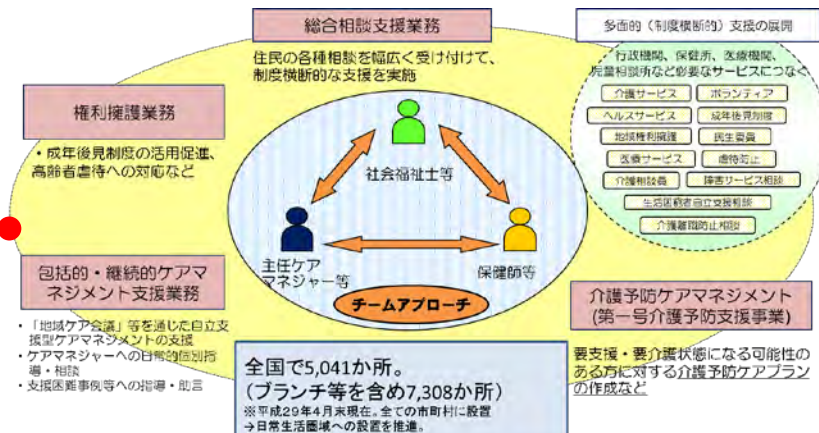 総合相談支援業務
住民の各種相談を幅広く受け付けて、
制度横断的な支援を実施
多面的（制度横断的）支援の展開
行政機関、保健所、医療機関、
児童相談所など必要なサービスにつなぐ
介護サービス
ボランティア
ヘルスサービス
成年後見制度
地域権利擁護
民生委員
医療サービス
虐待防止
介護相談員
障害サービス相談
生活困窮者自立支援相談
介護離職防止相談
権利擁護業務
・成年後見制度の活用促進、
高齢者虐待への対応など
社会福祉士等
主任ケア
マネジャー等
保健師等
チームアプローチ
包括的・継続的ケアマ
ネジメント支援業務
・「地域ケア会議」等を通じた自立支
援型ケアマネジメントの支援
・ケアマネジャーへの日常的個別指
導・相談
・支援困難事例等への指導・助言
介護予防ケアマネジメント
(第一号介護予防支援事業)
要支援・要介護状態になる可能性の
ある方に対する介護予防ケアプラン
の作成など
全国で5,041か所。
(ブランチ等を含め7,308か所)
※平成29年4月末現在。全ての市町村に設置
→日常生活圏域への設置を推進。